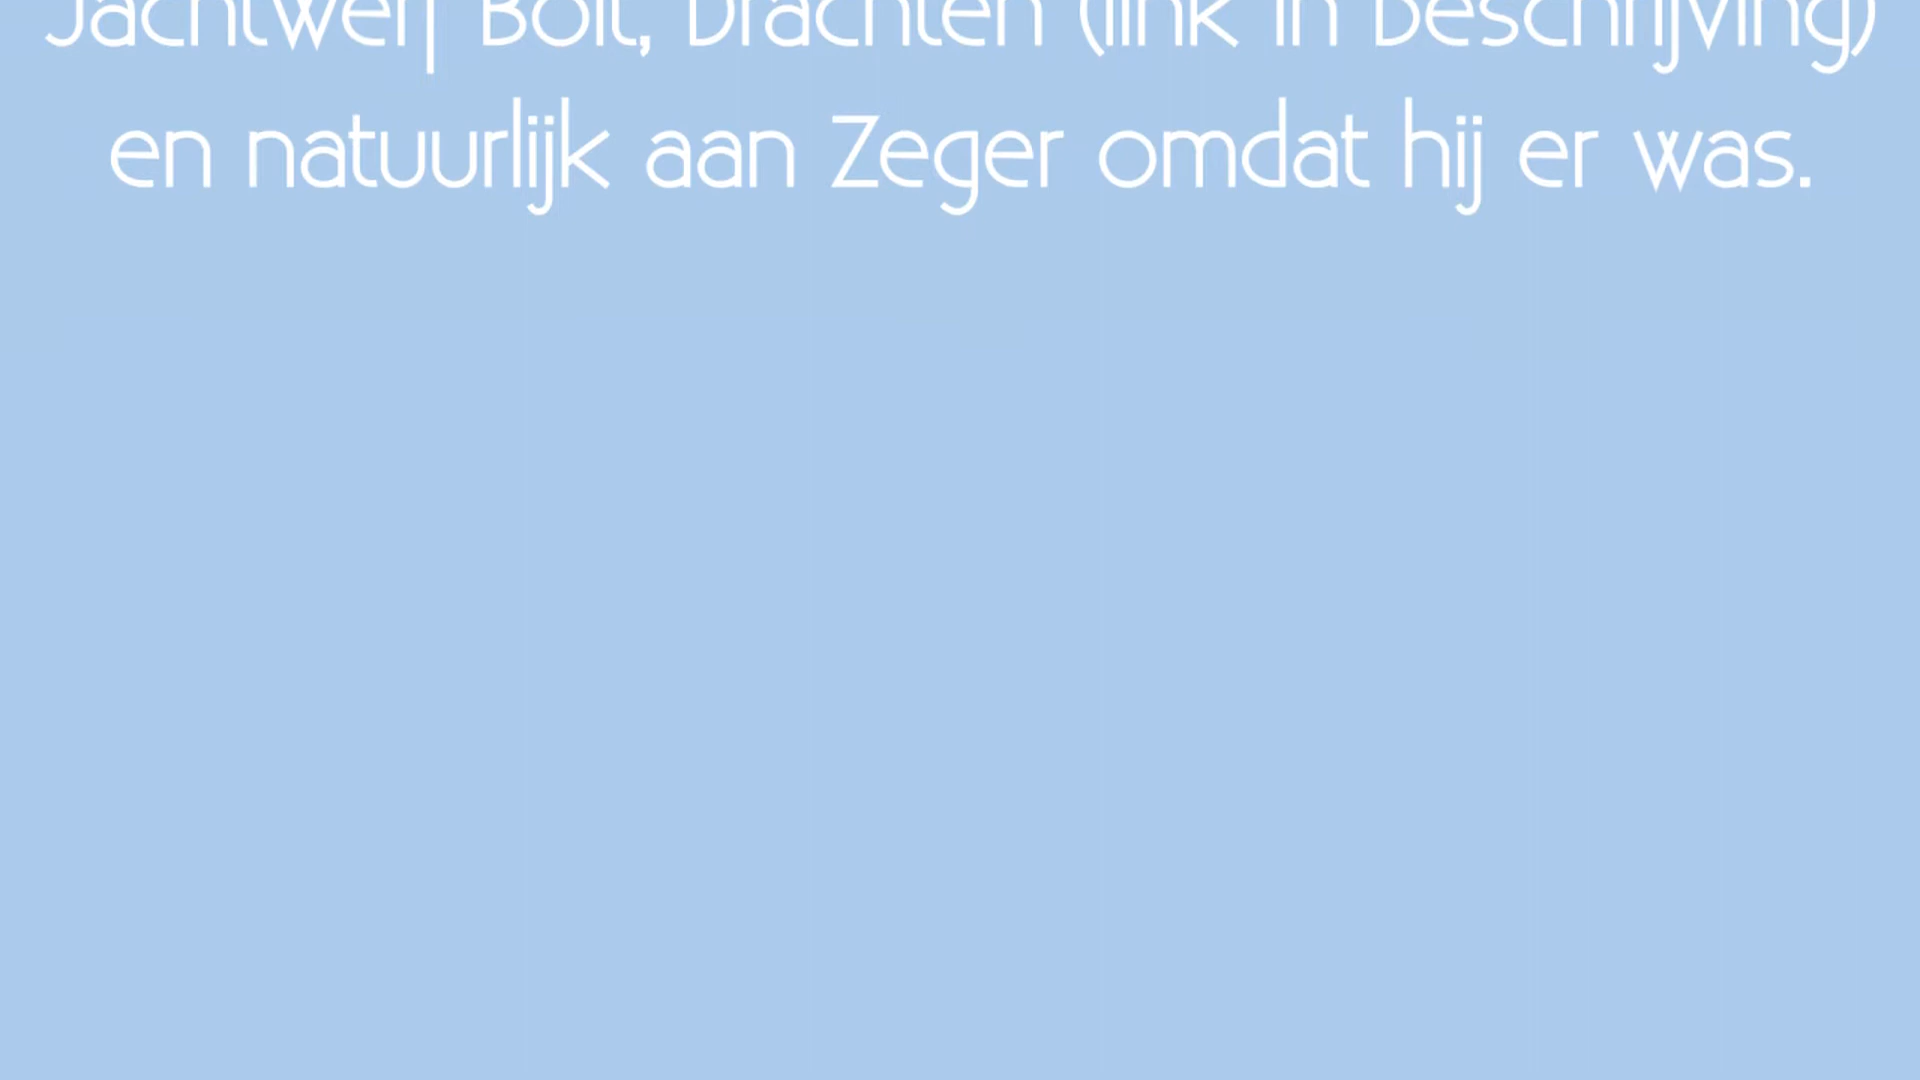 Jachtwerf Bolt, Drachten (link in beschrijving)
en natuurlijk aan Zeger omdat hij er was.